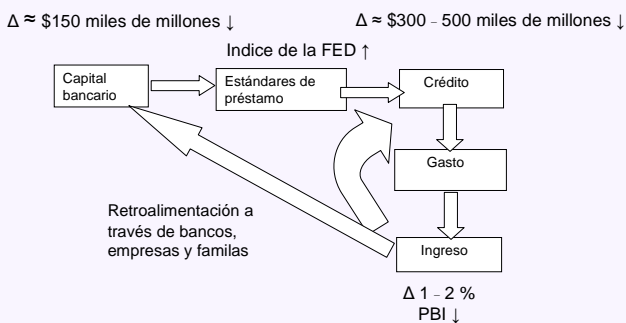 Δ ≈ $150 miles de millones ↓
Δ ≈ $300 – 500 miles de millones ↓
Indice de la FED ↑
Capital
bancario
Estándares de
préstamo
Crédito
Gasto
Retroalimentación a
través de bancos,
empresas y familas
Ingreso
Δ 1 – 2 %
PBI ↓